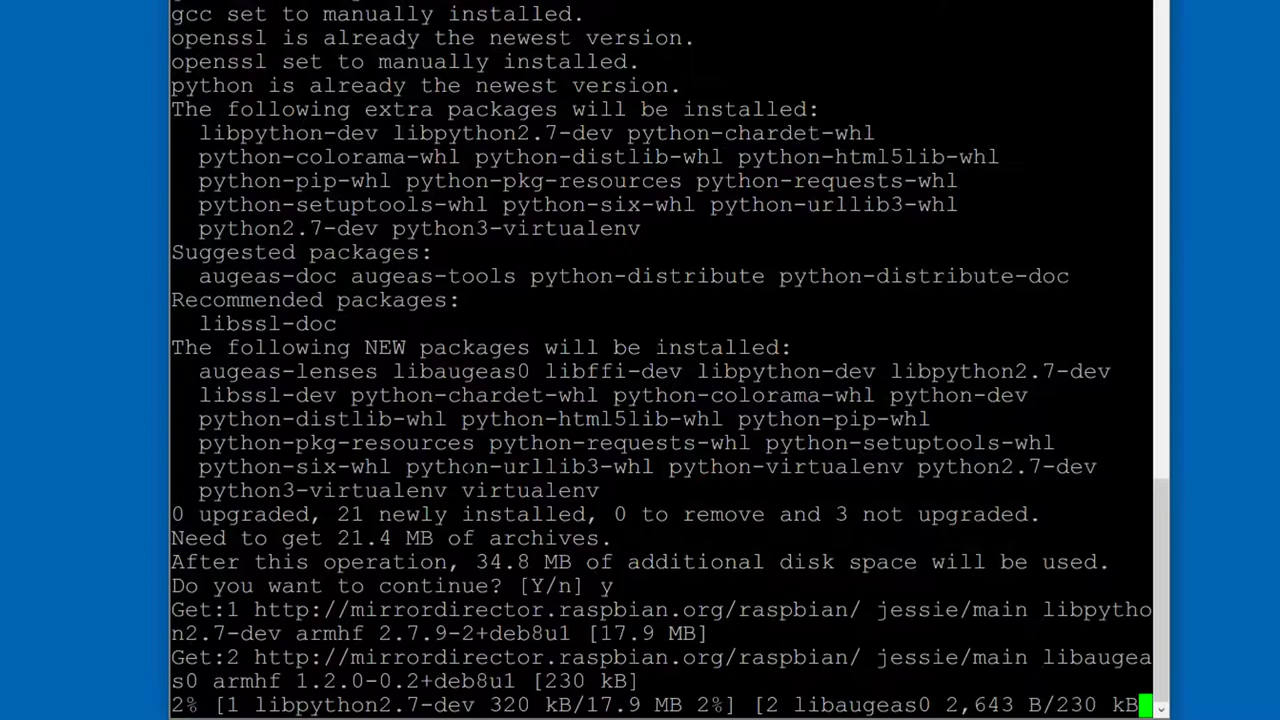 gcc set to manually installed.
openssl is already the newest version.
openssl set to manually installed.
python is already the newest version.
The following extra packages will be installed:
  libpython-dev libpython2.7-dev python-chardet-whl
  python-colorama-whl python-distlib-whl python-html5lib-whl
  python-pip-whl python-pkg-resources python-requests-whl
  python-setuptools-whl python-six-whl python-urllib3-whl
  python2.7-dev python3-virtualenv
Suggested packages:
  augeas-doc augeas-tools python-distribute python-distribute-doc
Recommended packages:
  libssl-doc
The following NEW packages will be installed:
  augeas-lenses libaugeas0 libffi-dev libpython-dev libpython2.7-dev
  libssl-dev python-chardet-whl python-colorama-whl python-dev
  python-distlib-whl python-html5lib-whl python-pip-whl
  python-pkg-resources python-requests-whl python-setuptools-whl
  python-six-whl python-urllib3-whl python-virtualenv python2.7-dev
  python3-virtualenv virtualenv
0 upgraded, 21 newly installed, 0 to remove and 3 not upgraded.
Need to get 21.4 MB of archives.
After this operation, 34.8 MB of additional disk space will be used.
Do you want to continue? [Y/n] y
Get:1 http://mirrordirector.raspbian.org/raspbian/ jessie/main libpytho
n2.7-dev armhf 2.7.9-2+deb8u1 [17.9 MB]
Get:2 http://mirrordirector.raspbian.org/raspbian/ jessie/main libaugea
s0 armhf 1.2.0-0.2+deb8u1 [230 kB]
2% [1 libpython2.7-dev 320 kB/17.9 MB 2%] [2 libaugeas0 2,643 B/230 kB